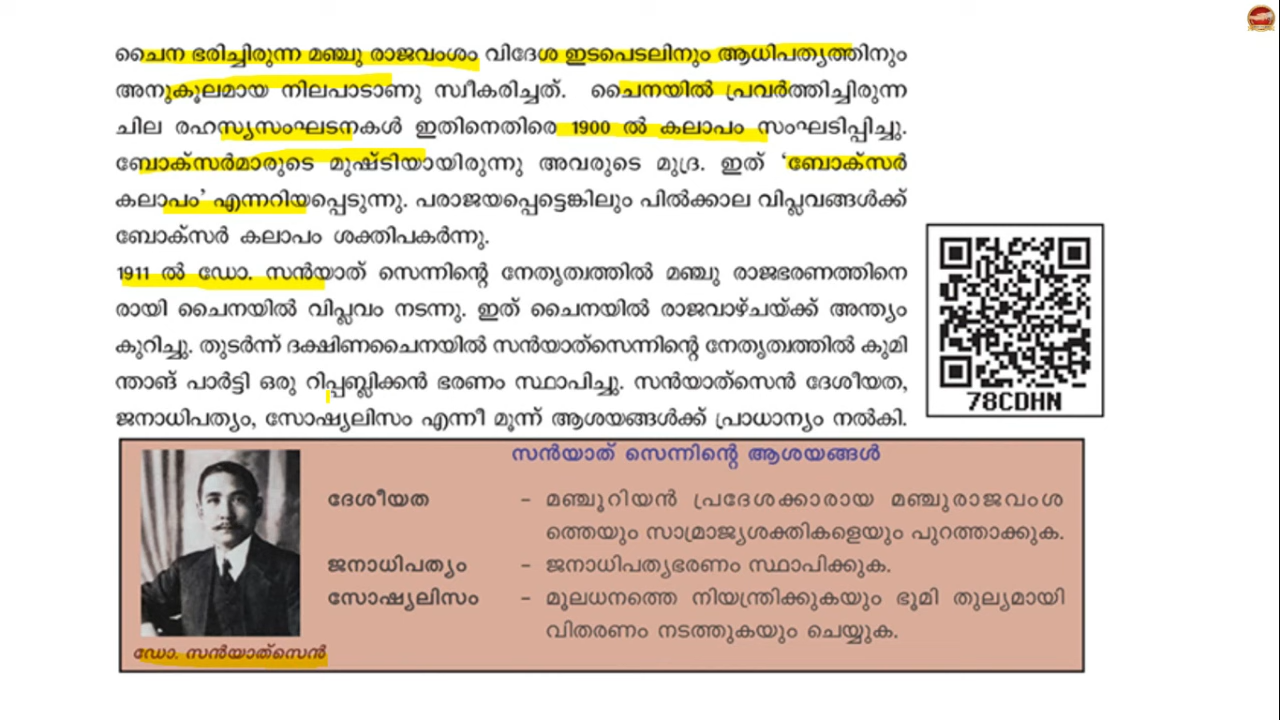 ചൈന ഭരിച്ചിരുന്ന മഞ്ചു രാജവംശം വിദേശ ഇടപെടലിനും ആധിപത്യത്തിനും
അനുകൂലമായ നിലപാടാണു സ്വീകരിച്ചത്. ചൈനയിൽ പ്രവർത്തിച്ചിരുന്ന
ചില രഹസ്യസംഘടനകൾ ഇതിനെതിരെ 1900 ൽ കലാപം സംഘടിപ്പിച്ചു.
ബോക്സർമാരുടെ മുഷ്ടിയായിരുന്നു അവരുടെ മുദ്ര. ഇത് ‘ബോക്സർ
കലാപം’ എന്നറിയപ്പെടുന്നു. പരാജയപ്പെട്ടെങ്കിലും പിൽക്കാല വിപ്ലവങ്ങൾക്ക്
ബോക്സർ കലാപം ശക്തിപകർന്നു.
1911 ൽ ഡോ. സൻയാത് സെന്നിന്റെ നേതൃത്വത്തിൽ മഞ്ചു രാജഭരണത്തിനെ
രായി ചൈനയിൽ വിപ്ലവം നടന്നു. ഇത് ചൈനയിൽ രാജവാഴ്ചയ്ക്ക് അന്ത്യം
കുറിച്ചു. തുടർന്ന് ദക്ഷിണചൈനയിൽ സൻയാത്സെന്നിന്റെ നേതൃത്വത്തിൽ കുമി
ന്താങ് പാർട്ടി ഒരു റിപ്പബ്ലിക്കൻ ഭരണം സ്ഥാപിച്ചു. സൻയാത്സെൻ ദേശീയത,
ജനാധിപത്യം, സോഷ്യലിസം എന്നീ മൂന്ന് ആശയങ്ങൾക്ക് പ്രാധാന്യം നൽകി.
78CDHN
സൻയാത് സെന്നിന്റെ ആശയങ്ങൾ
ദേശീയത – മഞ്ചൂറിയൻ പ്രദേശക്കാരായ മഞ്ചുരാജവംശ
ത്തെയും സാമ്രാജ്യശക്തികളെയും പുറത്താക്കുക.
ജനാധിപത്യം – ജനാധിപത്യഭരണം സ്ഥാപിക്കുക.
സോഷ്യലിസം – മൂലധനത്തെ നിയന്ത്രിക്കുകയും ഭൂമി തുല്യമായി
വിതരണം നടത്തുകയും ചെയ്യുക.
ഡോ. സൻയാത്സെൻ